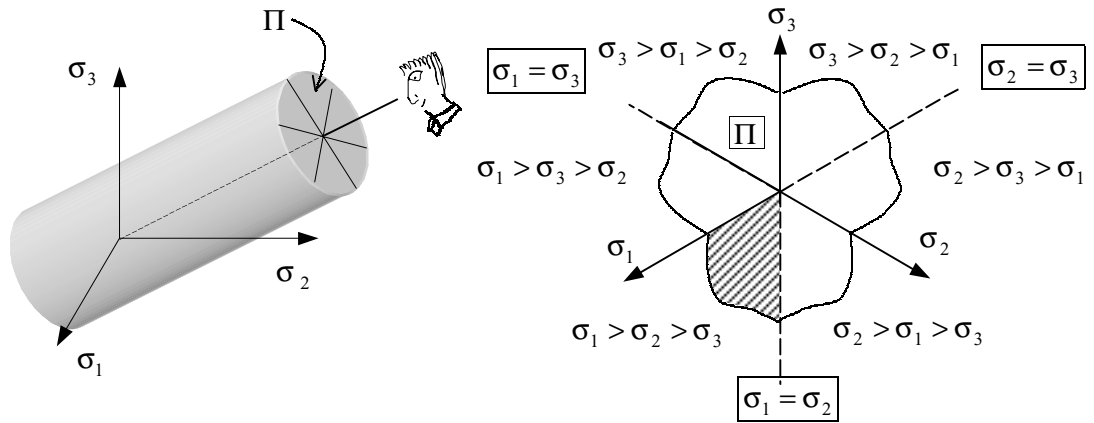 Π
σ3
σ2
σ1
σ3
σ3 > σ1 > σ2
σ3 > σ2 > σ1
σ1 = σ3
σ2 = σ3
Π
σ1 > σ3 > σ2
σ2 > σ3 > σ1
σ1
σ2
σ1 > σ2 > σ3
σ2 > σ1 > σ3
σ1 = σ2